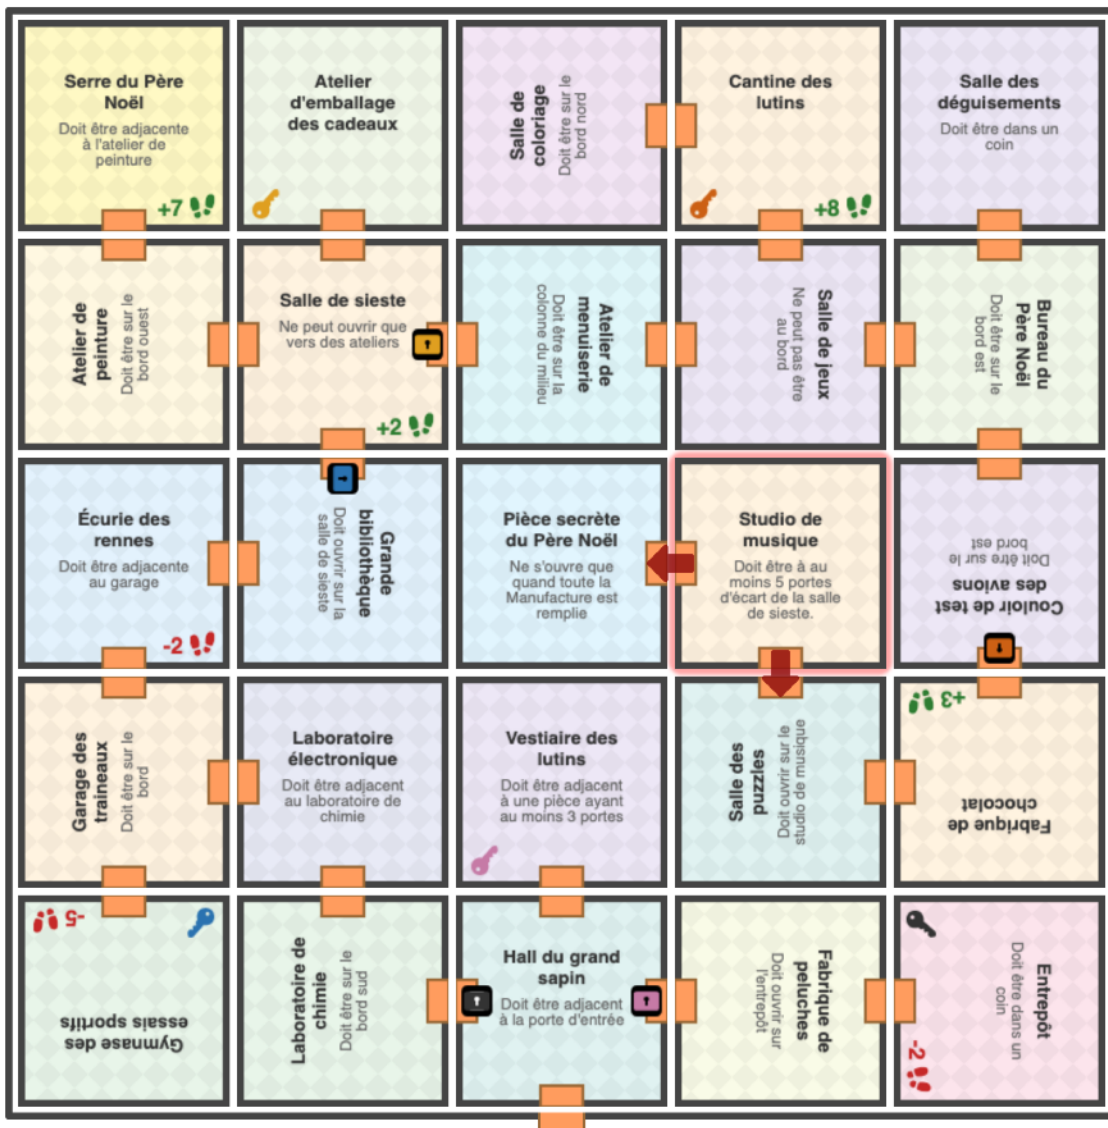 Serre du Père
Noël
Doit être adjacente
à l'atelier de
peinture
+7
Atelier
d'emballage
des cadeaux
Salle de
coloriage
Doit être sur le
bord nord
Cantine des
lutins
+8
Salle des
déguisements
Doit être dans un
coin
Atelier de
peinture
Doit être sur le
bord ouest
Salle de sieste
Ne peut ouvrir que
vers des ateliers
+2
Atelier de
menuiserie
Doit être sur la
colonne du milieu
Salle de jeux
Ne peut pas être
au bord
Bureau du
Père Noël
Doit être sur le
bord est
Écurie des
rennes
Doit être adjacente
au garage
-2
Grande
bibliothèque
Doit ouvrir sur la
salle de sieste
Pièce secrète
du Père Noël
Ne s'ouvre que
quand toute la
Manufacture est
remplie
Studio de
musique
Doit être à au
moins 5 portes
d'écart de la salle
de sieste.
Couloir de test
des avions
Doit être sur le
bord est
Garage des
traineaux
Doit être sur le
bord
Laboratoire
électronique
Doit être adjacent
au laboratoire de
chimie
Vestiaire des
lutins
Doit être adjacent
à une pièce ayant
au moins 3 portes
Salle des
puzzles
Doit ouvrir sur le
studio de musique
Fabrique de
chocolat
+3
Gymnase des
essais sportifs
-5
Laboratoire de
chimie
Doit être sur le
bord sud
Hall du grand
sapin
Doit être adjacent
à la porte d'entrée
Fabrique de
peluches
Doit ouvrir sur
l'entrepôt
Entrepôt
Doit être dans un
coin
-2